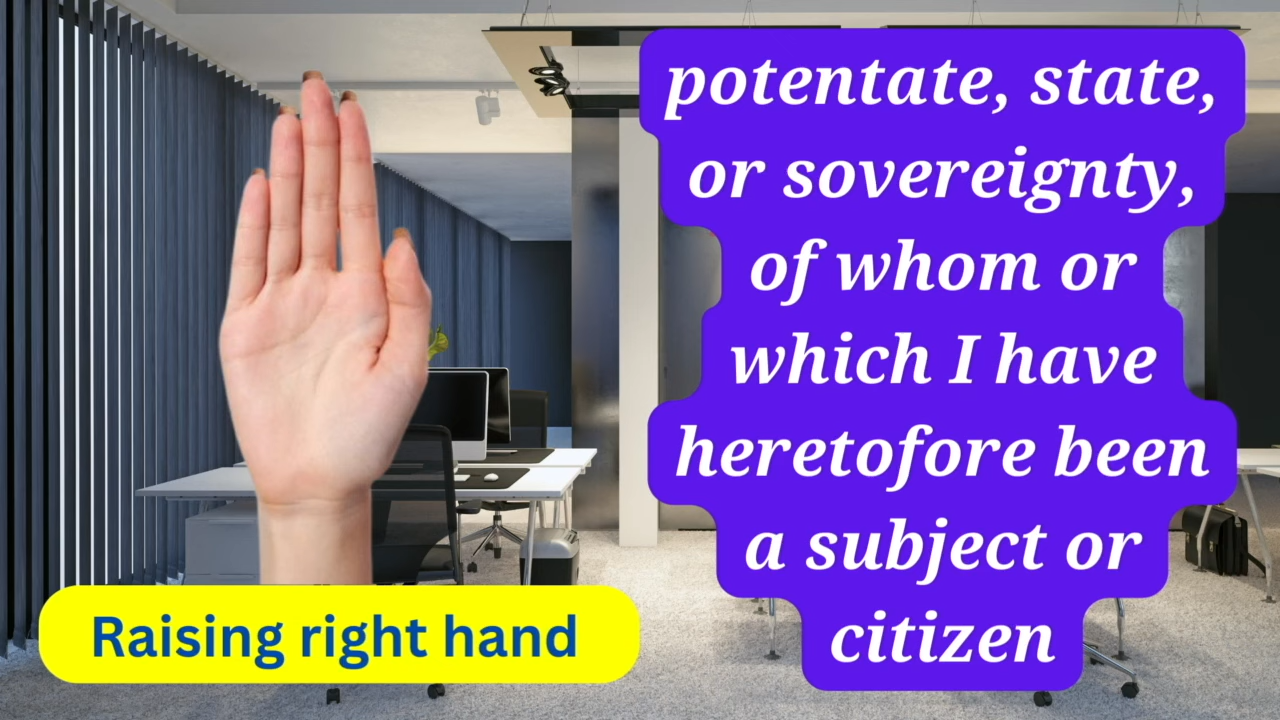 potentate, state,
or sovereignty,
of whom or
which I have
heretofore been
a subject or
citizen
Raising right hand